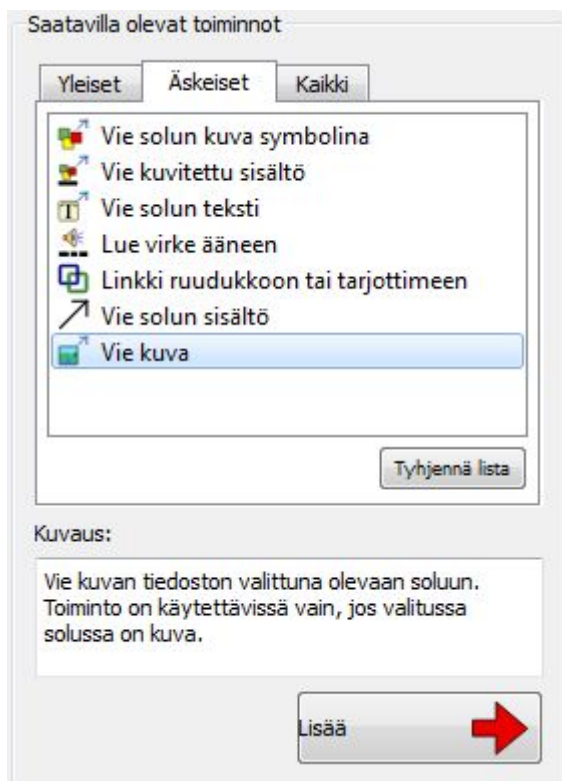 Saatavilla olevat toiminnot
Yleiset Äskeiset Kaikki
Vie solun kuva symbolina
Vie kuvitettu sisältö
Vie solun teksti
Lue virke ääneen
Linkki ruudukkoon tai tarjottimeen
Vie solun sisältö
Vie kuva
Tyhjennä lista
Kuvaus:
Vie kuvan tiedoston valittuna olevaan soluun.
Toiminto on käytettävissä vain, jos valitussa
solussa on kuva.
Lisää